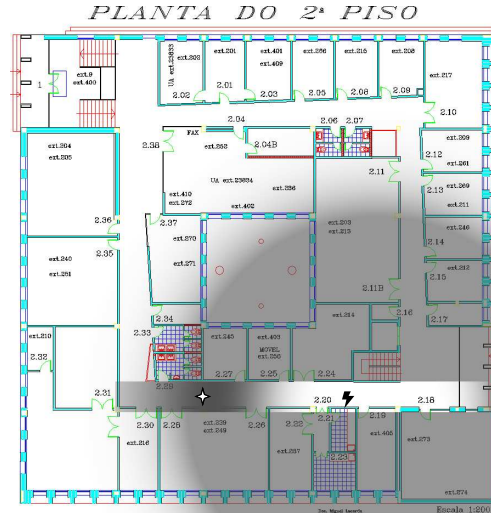 PLANTA DO 2ª PISO
UA ext.23833
ext.202
ext.201
ext.401
ext.409
ext.266
ext.215
ext.208
ext.217
1
ext.9
ext.400
2.02
2.01
2.03
2.05
2.08
2.09
2.10
2.04
2.06
2.07
FAX
ext.204
ext.205
2.38
ext.252
2.04B
ext.209
2.12
ext.261
2.11
UA ext.23834
ext.236
2.13
ext.269
ext.211
ext.410
ext.272
ext.402
2.36
2.37
ext.203
ext.213
ext.246
2.35
ext.270
2.14
ext.240
ext.251
ext.271
ext.212
2.15
2.11B
2.34
ext.214
2.16
2.17
ext.210
2.33
ext.245
ext.403
MOVEL
ext.250
2.32
2.27
2.25
2.24
2.29
2.31
2.20
2.18
2.30
2.28
ext.239
ext.249
2.26
2.22
2.21
2.19
ext.216
ext.405
ext.273
ext.237
2.23
ext.274
Escala 1:200